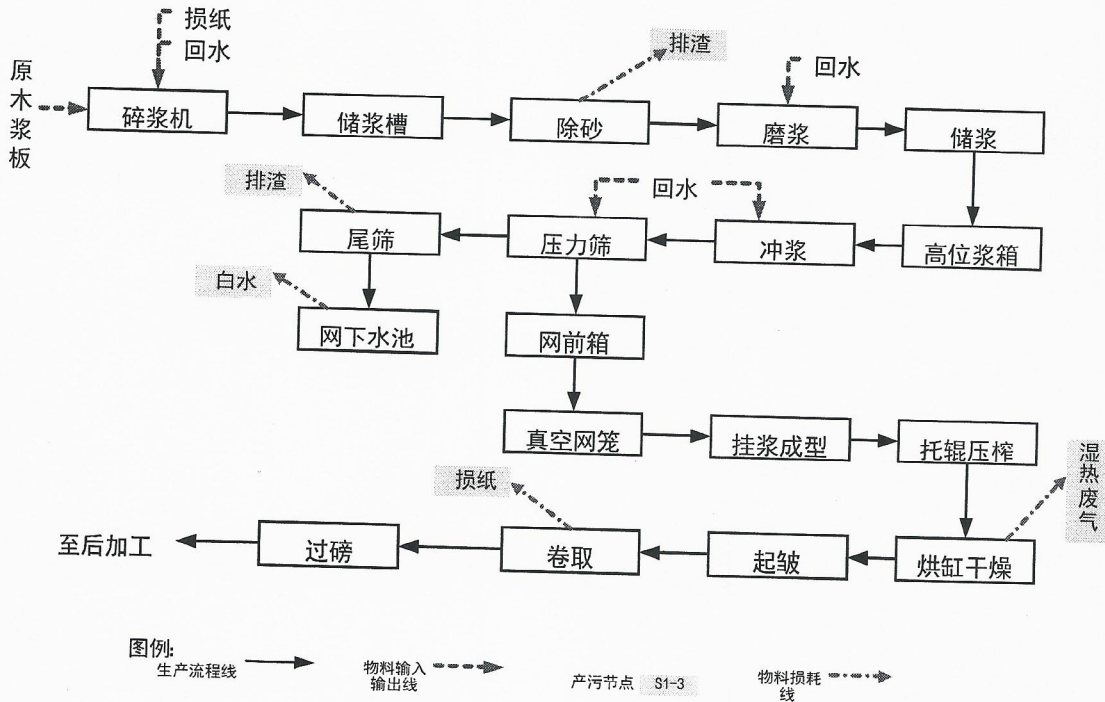 损纸
回水
排渣
回水
原木浆板
碎浆机
储浆槽
除砂
磨浆
储浆
排渣
回水
尾筛
压力筛
冲浆
高位浆箱
白水
网下水池
网前箱
真空网笼
挂浆成型
托辊压榨
湿热废气
损纸
至后加工
过磅
卷取
起皱
烘缸干燥
图例:
生产流程线
物料输入
输出线
产污节点 S1-3
物料损耗
线